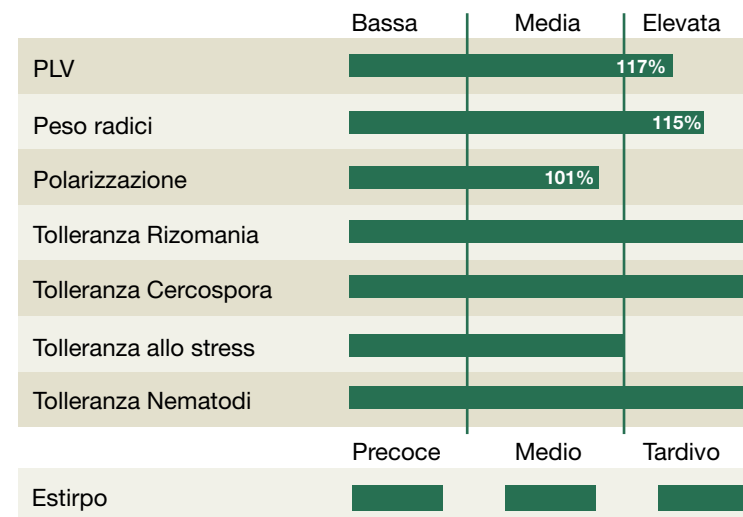 Bassa Media Elevata
PLV 117%
Peso radici 115%
Polarizzazione 101%
Tolleranza Rizomania
Tolleranza Cercospora
Tolleranza allo stress
Tolleranza Nematodi
Precoce Medio Tardivo
Estirpo